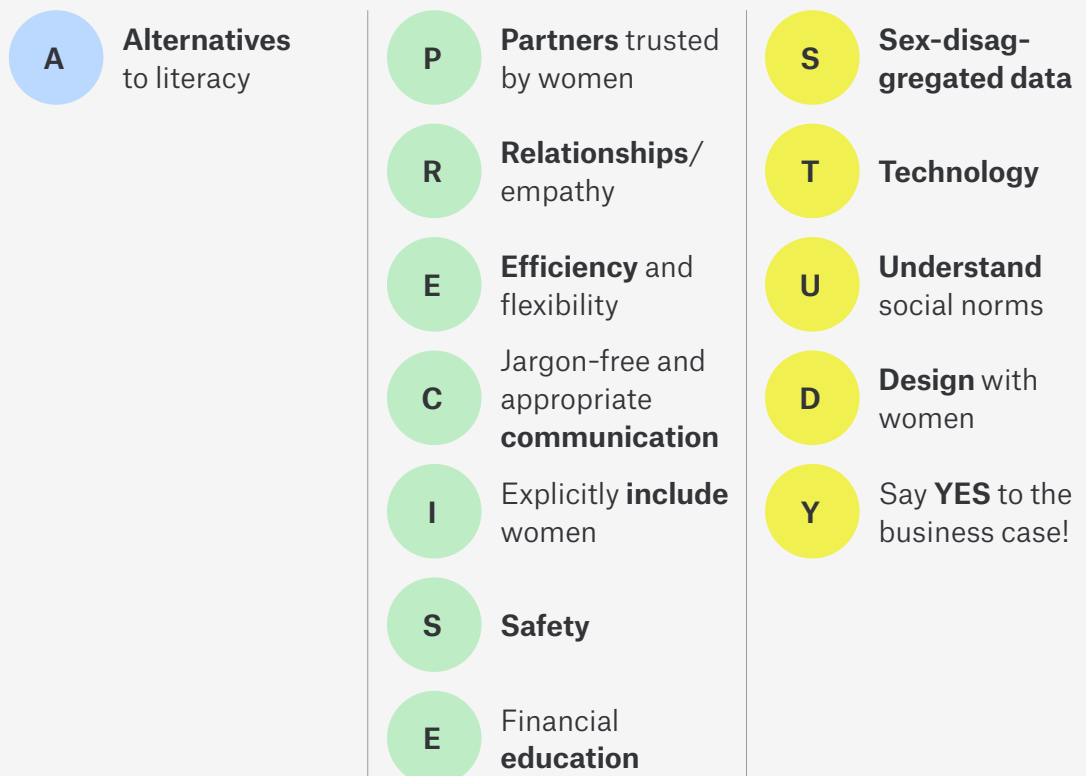 A
Alternatives
to literacy
P
Partners trusted
by women
R
Relationships/
empathy
E
Efficiency and
flexibility
C
Jargon-free and
appropriate
communication
I
Explicitly include
women
S
Safety
E
Financial
education
S
Sex-disag-
gregated data
T
Technology
U
Understand
social norms
D
Design with
women
Y
Say YES to the
business case!